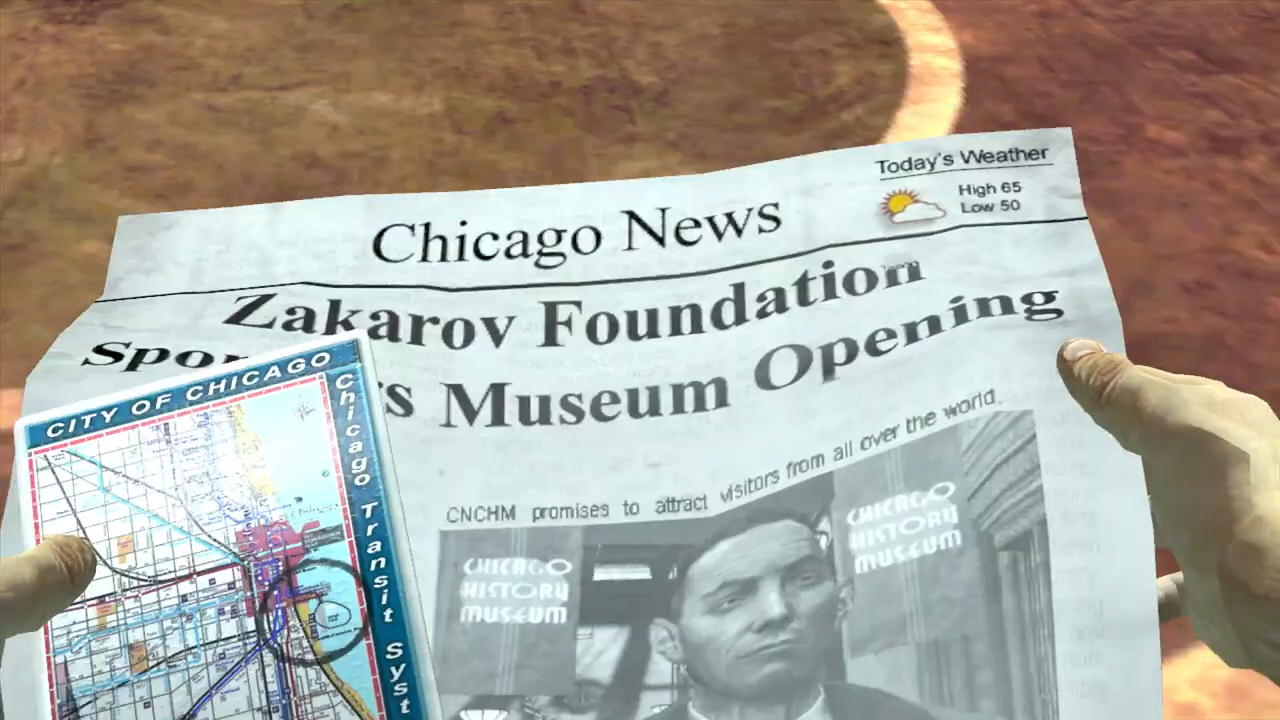 Today's Weather
High 65
Low 50
Chicago News
Zakarov Foundation
Spo s Museum Opening
CNCHM promises to attract visitors from all over the world.
CHICAGO
HISTORY
MUSEUM
CHICAGO
HISTORY
MUSEUM
CITY OF CHICAGO
Chicago Transit Syst